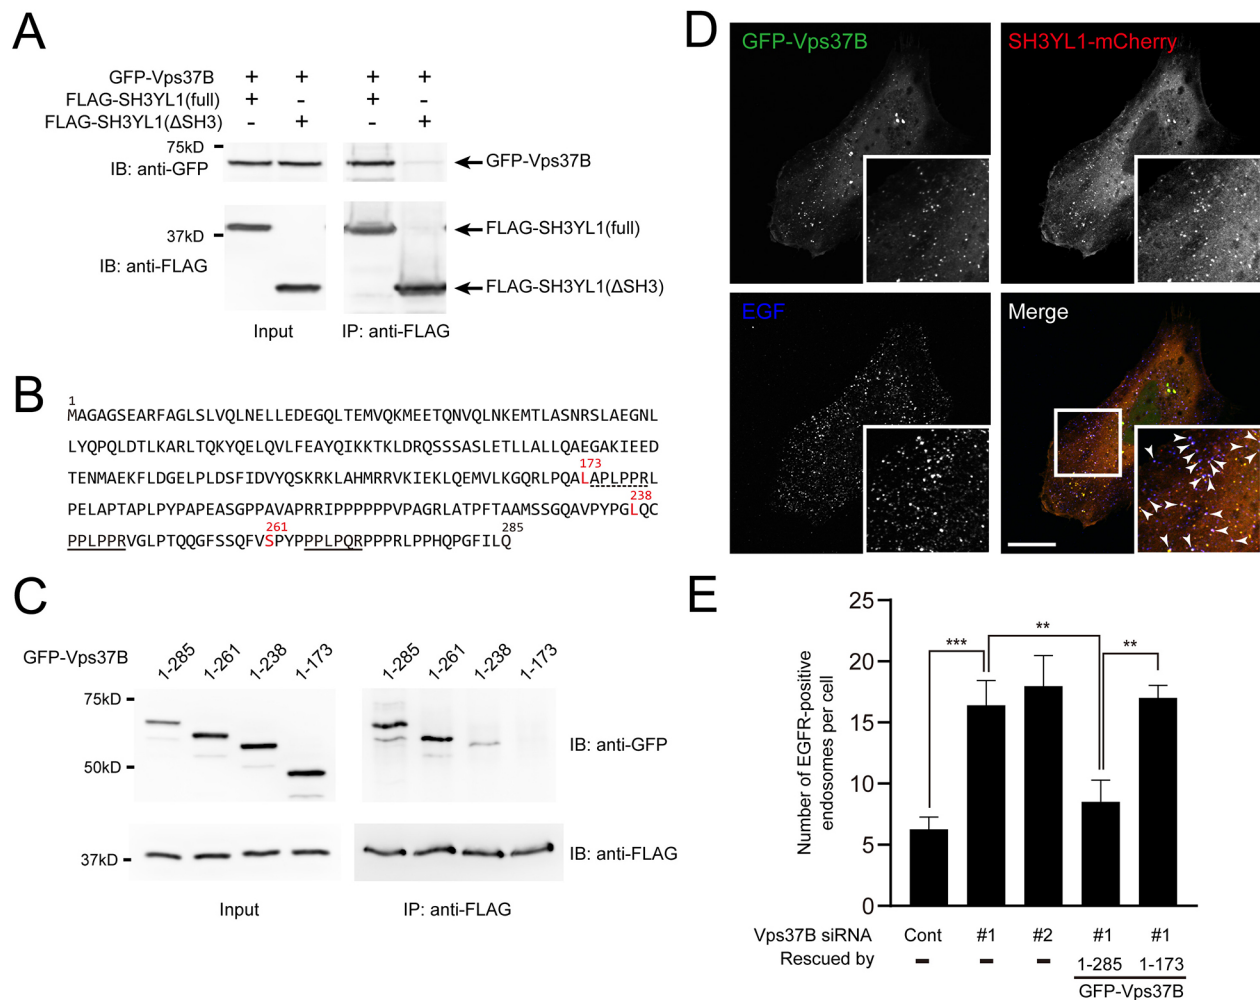 A
GFP-Vps37B + + + +
FLAG-SH3YL1(full) + - + -
FLAG-SH3YL1(ΔSH3) - + - +
75kD
IB: anti-GFP
GFP-Vps37B
37kD
IB: anti-FLAG
FLAG-SH3YL1(full)
FLAG-SH3YL1(ΔSH3)
Input
IP: anti-FLAG
B
1
MAGAGSEARFAGLSLVQLNELLEDEGQLTEMVQKMEETQNVQLNKEMTLASNRSLAEGNL
LYQPQLDTLKARLTQKYQELQVLFEAYQIKKTKLDRQSSSASLETLLALLQAEGAKIEED
173
TENMAEKFLDGELPLDSFIDVYQSKRKLAHMRRVKIEKLQEMVLKGQRLPQALAPLPPRL
238
PELAPTAPLPYPAPEASGPPAVAPRRIPPPPPPVPAGRLATPFTAAMSSGQAVPYPGLQC
261 285
PPLPPRVGLPTQQGFSSQFVSPYPPPLPQRPPPRLPPHQPGFILQ
C
GFP-Vps37B
1-285 1-261 1-238 1-173
1-285 1-261 1-238 1-173
75kD
50kD
IB: anti-GFP
37kD
IB: anti-FLAG
Input
IP: anti-FLAG
D
GFP-Vps37B
SH3YL1-mCherry
EGF
Merge
E
Number of EGFR-positive
endosomes per cell
25
20
15
10
5
0
***
**
**
Vps37B siRNA Cont #1 #2 #1 #1
Rescued by - - - 1-285 1-173
GFP-Vps37B